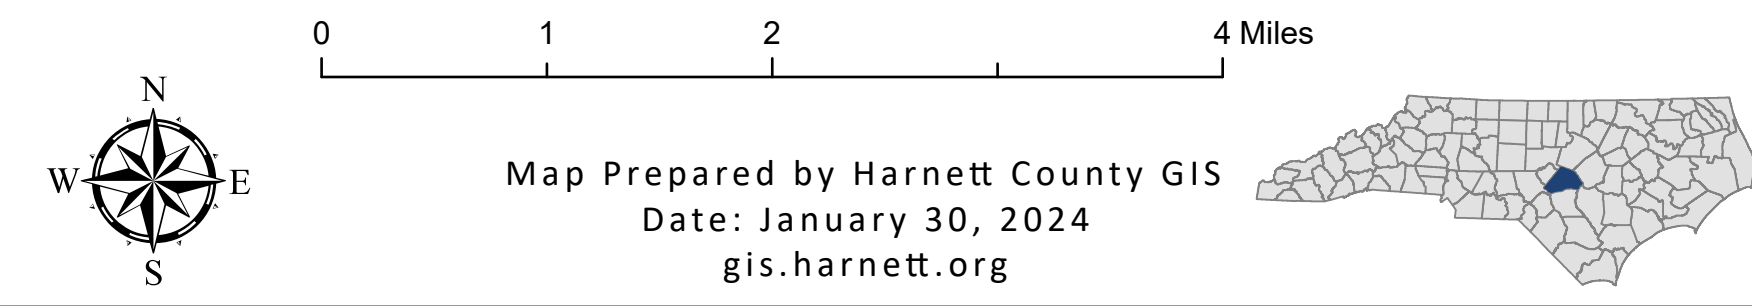 0 1 2 4 Miles
N
W E
S
Map Prepared by Harnett County GIS
Date: January 30, 2024
gis.harnett.org